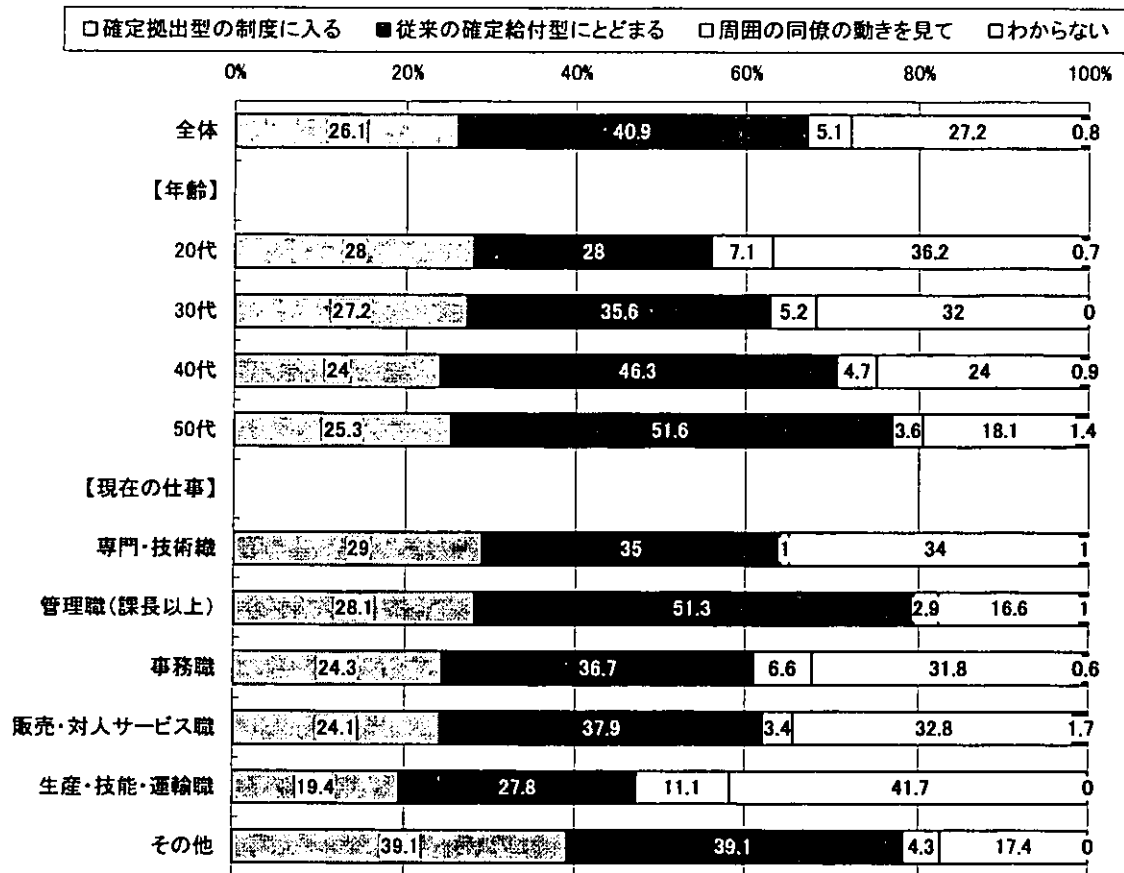 □確定拠出型の制度に入る ■従来の確定給付型にとどまる □周囲の同僚の動きを見て □わからない
0% 20% 40% 60% 80% 100%
全体 26.1 40.9 5.1 27.2 0.8
【年齢】
20代 28 28 7.1 36.2 0.7
30代 27.2 35.6 5.2 32 0
40代 24 46.3 4.7 24 0.9
50代 25.3 51.6 3.6 18.1 1.4
【現在の仕事】
専門・技術織 29 35 1 34 1
管理職(課長以上) 28.1 51.3 2.9 16.6 1
事務職 24.3 36.7 6.6 31.8 0.6
販売・対人サービス職 24.1 37.9 3.4 32.8 1.7
生産・技能・運輸職 19.4 27.8 11.1 41.7 0
その他 39.1 39.1 4.3 17.4 0